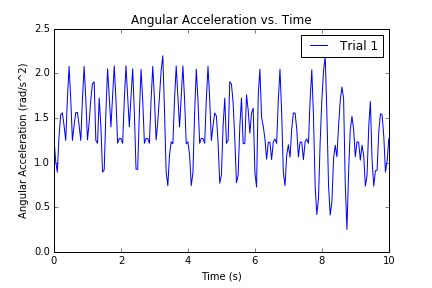 Angular Acceleration vs. Time
Trial 1
Angular Acceleration (rad/s^2)
2.5
2.0
1.5
1.0
0.5
0.0
0 2 4 6 8 10
Time (s)